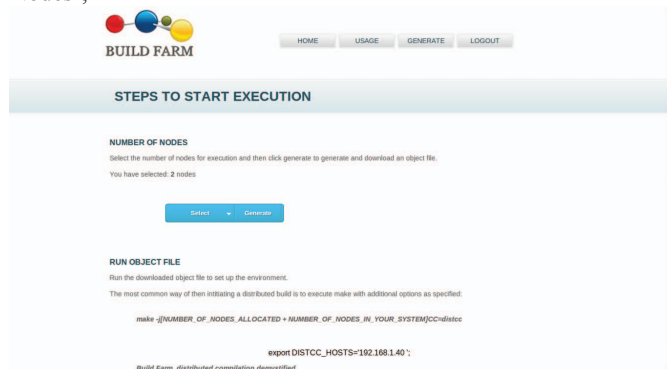 BUILD FARM
HOME USAGE GENERATE LOGOUT
STEPS TO START EXECUTION
NUMBER OF NODES
Select the number of nodes for execution and then click generate to generate and download an object file.
You have selected: 2 nodes
Select Generate
RUN OBJECT FILE
Run the downloaded object file to set up the environment.
The most common way of then intitiating a distributed build is to execute make with additional options as specified:
make -j[NUMBER_OF_NODES_ALLOCATED + NUMBER_OF_NODES_IN_YOUR_SYSTEM]CC=distcc
export DISTCC_HOSTS='192.168.1.40 ';
Build Farm, distributed compilation demystified